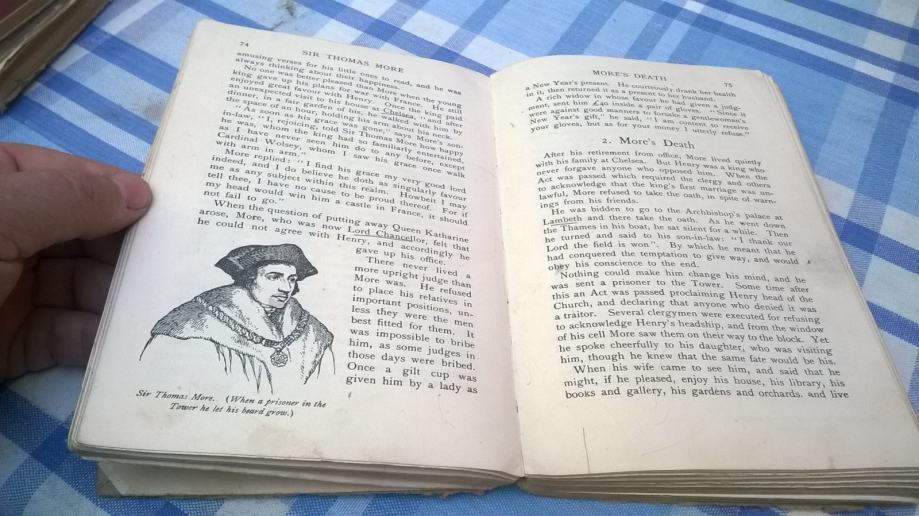 74
SIR THOMAS MORE
amusing verses for his little ones to read, and he was
always thinking about their happiness.
No one was better pleased than More when the young
king gave up his plans for war with France. He still
enjoyed great favour with Henry. Once the king paid
an unexpected visit to his house at Chelsea, "and after
dinner, in a fair garden of his, he walked with him by
the space of an hour, holding his arm about his neck.
soon as his grace was gone," says More's son-
in-law, "I rejoicing, told Sir Thomas More how happy
he was, whom the king had so familiarly entertained,
as I have never seen him do to any before, except
Cardinal Wolsey, whom I saw his grace once walk
with arm in arm."
More replied: "I find his grace my very good lord
indeed, and I do believe he doth as singularly favour
me as any subject within this realm. Howbeit I may
tell thee, I have no cause to be proud thereof. For if
my head would win him a castle in France, it should
not fail to go."
When the question of putting away Queen Katharine
arose, More, who was now Lord Chancellor, felt that
he could not agree with Henry, and accordingly he
gave up his office.
There never lived a
more upright judge than
More was. He refused
to place his relatives in
important positions, un-
less they were the men
best fitted for them. It
was impossible to bribe
him, as some judges in
those days were bribed.
Once a gilt cup was
given him by a lady as
Sir Thomas More. (When a prisoner in the
Tower he let his beard grow.)
MORE'S DEATH
75
a New Year's present. He courteously drank her health
in it, then returned it as a present to her husband.
A rich widow in whose favour he had given a judg-
ment, sent him £40 inside a pair of gloves. "Since it
were against good manners to forsake a gentlewoman's
New Year's gift," he said, "I am content to receive
your gloves, but as for your money I utterly refuse."
2. More's Death
After his retirement from office, More lived quietly
with his family at Chelsea. But Henry was a king who
never forgave anyone who opposed him. When the
Act was passed which required the clergy and others
to acknowledge that the king's first marriage was un-
lawful, More refused to take the oath, in spite of warn-
ings from his friends.
He was bidden to go to the Archbishop's palace at
Lambeth and there take the oath. As he went down
the Thames in his boat, he sat silent for a while. Then
he turned and said to his son-in-law: "I thank our
Lord the field is won". By which he meant that he
had conquered the temptation to give way, and would
obey his conscience to the end.
Nothing could make him change his mind, and he
was sent a prisoner to the Tower. Some time after
this an Act was passed proclaiming Henry head of the
Church, and declaring that anyone who denied it was
a traitor. Several clergymen were executed for refusing
to acknowledge Henry's headship, and from the window
of his cell More saw them on their way to the block. Yet
he spoke cheerfully to his daughter, who was visiting
him, though he knew that the same fate would be his.
When his wife came to see him, and said that he
might, if he pleased, enjoy his house, his library, his
books and gallery, his gardens and orchards, and live